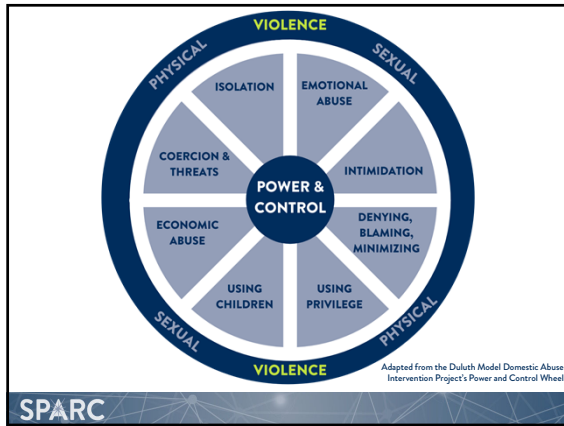 VIOLENCE
PHYSICAL
SEXUAL
ISOLATION
EMOTIONAL
ABUSE
COERCION &
THREATS
INTIMIDATION
POWER &
CONTROL
ECONOMIC
ABUSE
DENYING,
BLAMING,
MINIMIZING
USING
CHILDREN
USING
PRIVILEGE
SEXUAL
PHYSICAL
VIOLENCE
Adapted from the Duluth Model Domestic Abuse
Intervention Project's Power and Control Wheel
SPARC